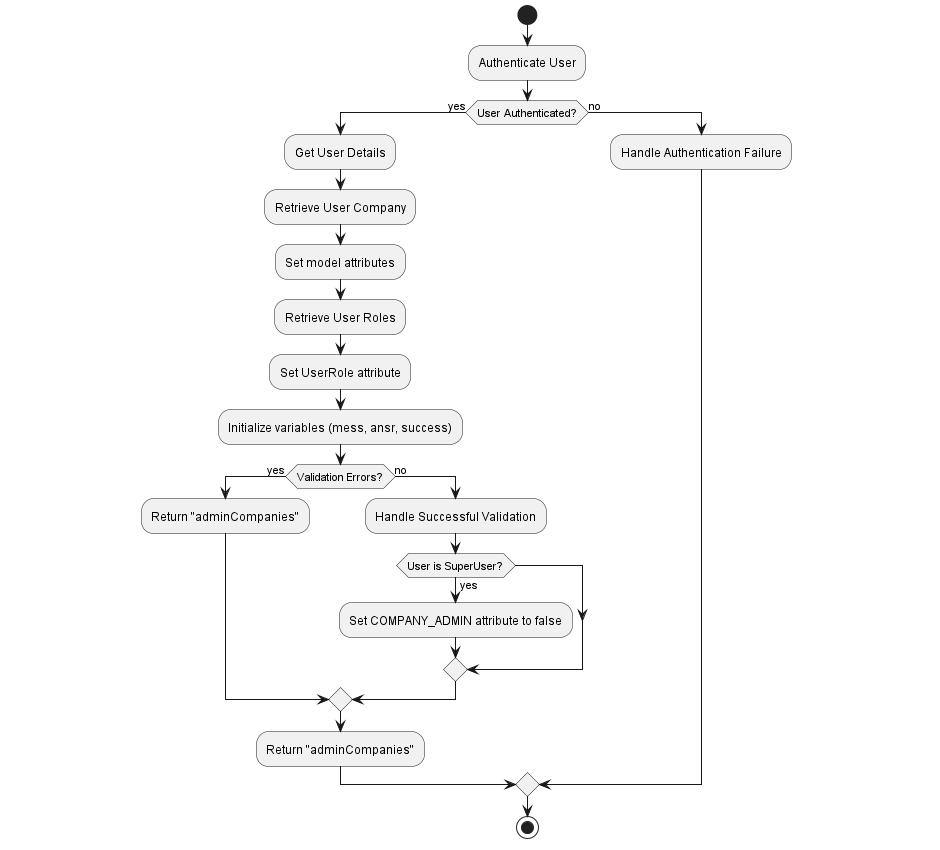 Authenticate User
yes
User Authenticated?
no
Get User Details
Handle Authentication Failure
Retrieve User Company
Set model attributes
Retrieve User Roles
Set UserRole attribute
Initialize variables (mess, ansr, success)
yes
Validation Errors?
no
Return "adminCompanies"
Handle Successful Validation
User is SuperUser?
yes
Set COMPANY_ADMIN attribute to false
Return "adminCompanies"